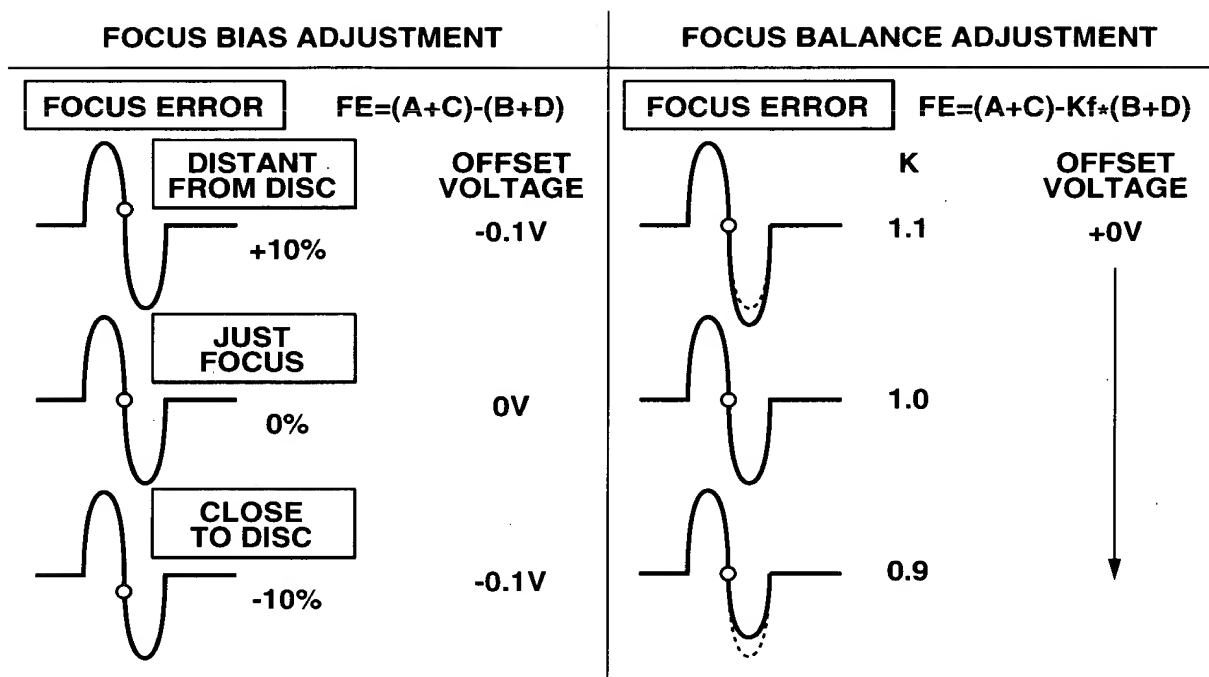 FOCUS BIAS ADJUSTMENT
FOCUS ERROR
FE=(A+C)-(B+D)
DISTANT
FROM DISC
OFFSET
VOLTAGE
+10%
-0.1V
JUST
FOCUS
0%
0V
CLOSE
TO DISC
-10%
-0.1V
FOCUS BALANCE ADJUSTMENT
FOCUS ERROR
FE=(A+C)-Kf*(B+D)
K
OFFSET
VOLTAGE
1.1
+0V
1.0
0.9